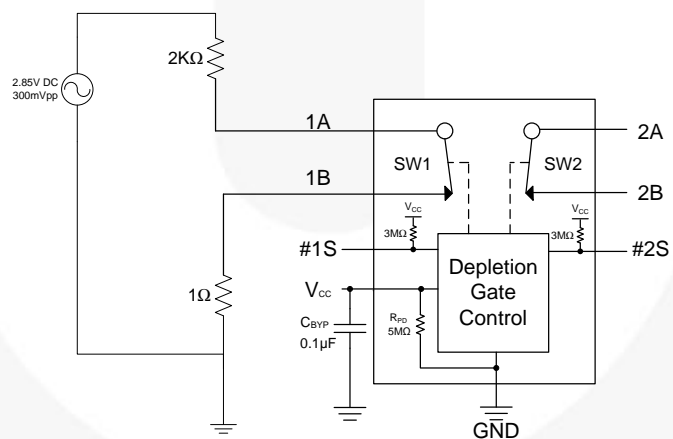 2KΩ
2.85V DC
300mVpp
1A
2A
SW1
SW2
1B
2B
VCC
VCC
3MΩ
3MΩ
#1S
#2S
Depletion
Gate
Control
VCC
1Ω
CBYP
0.1µF
RPD
5MΩ
GND